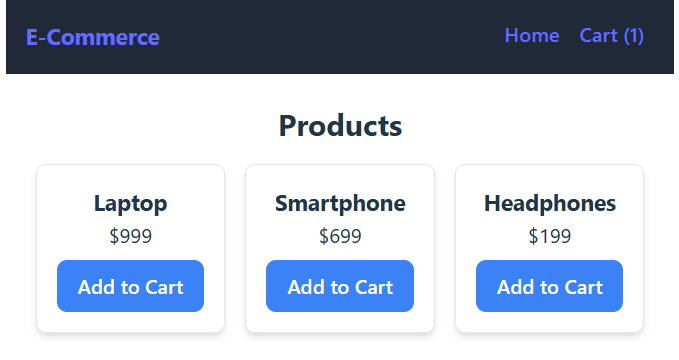 E-Commerce
Home
Cart (1)
Products
Laptop
$999
Add to Cart
Smartphone
$699
Add to Cart
Headphones
$199
Add to Cart